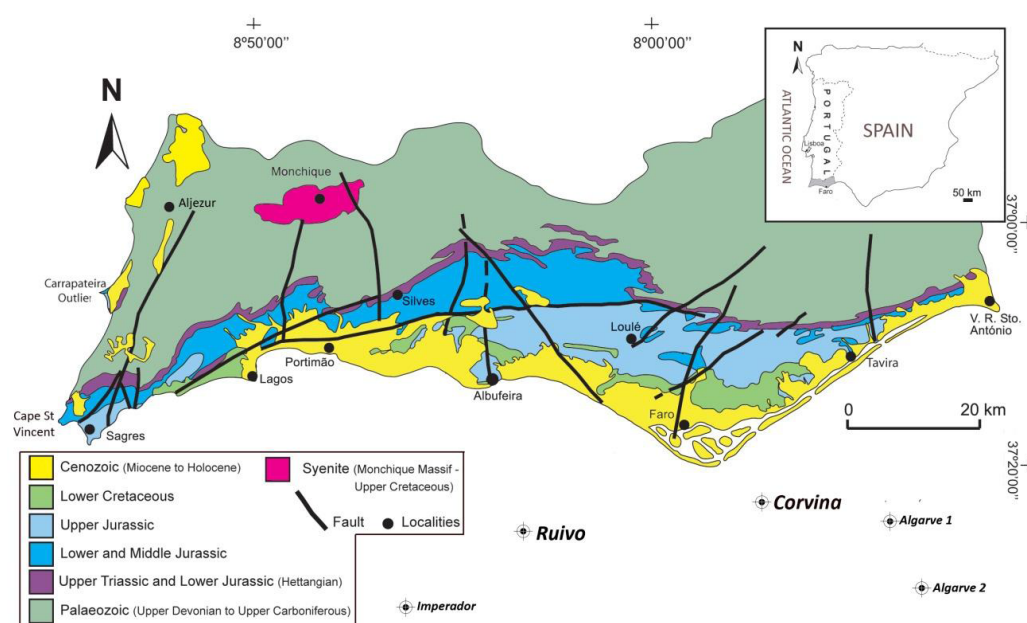 8º50'00"
8º00'00"
N
Monchique
Aljezur
Carrapateira
Outlier
Silves
Portimão
Lagos
Cape St
Vincent
Sagres
Albufeira
Loulé
Faro
Tavira
V. R. Sto.
António
37º00'00"
37º20'00"
0 20 km
N
ATLANTIC OCEAN
PORTUGAL
SPAIN
Lisboa
Faro
50 km
Cenozoic (Miocene to Holocene)
Lower Cretaceous
Upper Jurassic
Lower and Middle Jurassic
Upper Triassic and Lower Jurassic (Hettangian)
Palaeozoic (Upper Devonian to Upper Carboniferous)
Syenite (Monchique Massif -
Upper Cretaceous)
Fault
Localities
Corvina
Ruivo
Algarve 1
Algarve 2
Imperador